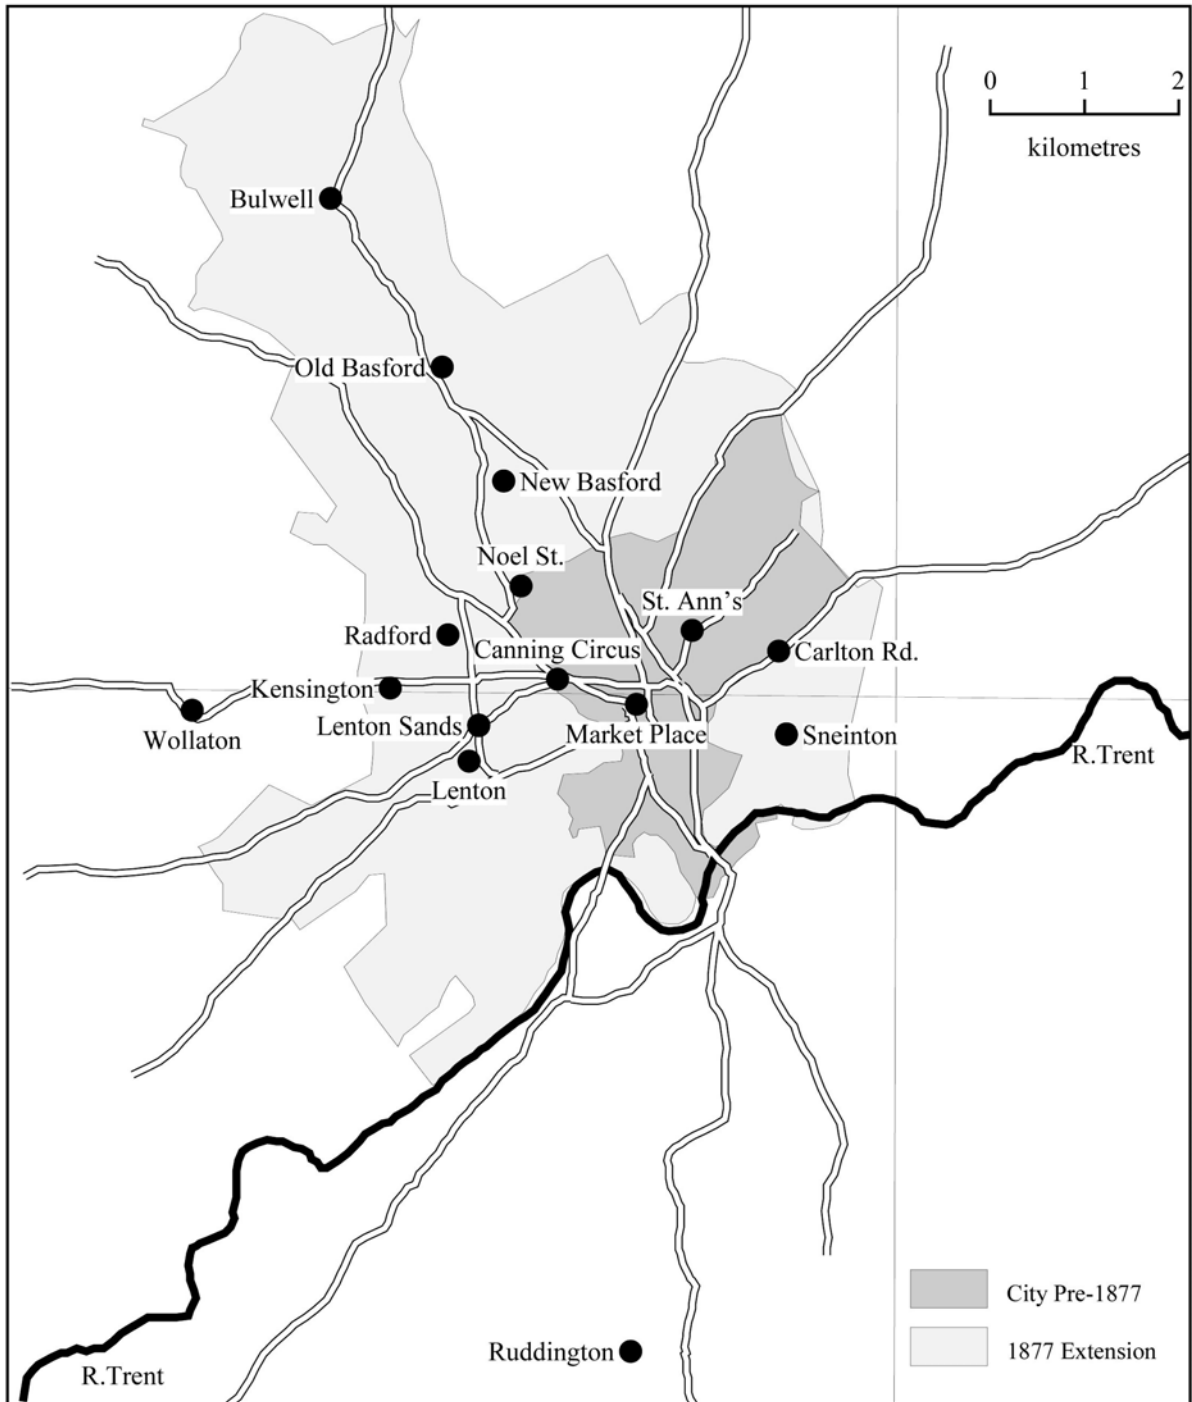 0 1 2
kilometres
Bulwell
Old Basford
New Basford
Noel St.
St. Ann's
Radford
Canning Circus
Carlton Rd.
Kensington
Lenton Sands
Market Place
Sneinton
Wollaton
R.Trent
Lenton
City Pre-1877
Ruddington
1877 Extension
R.Trent